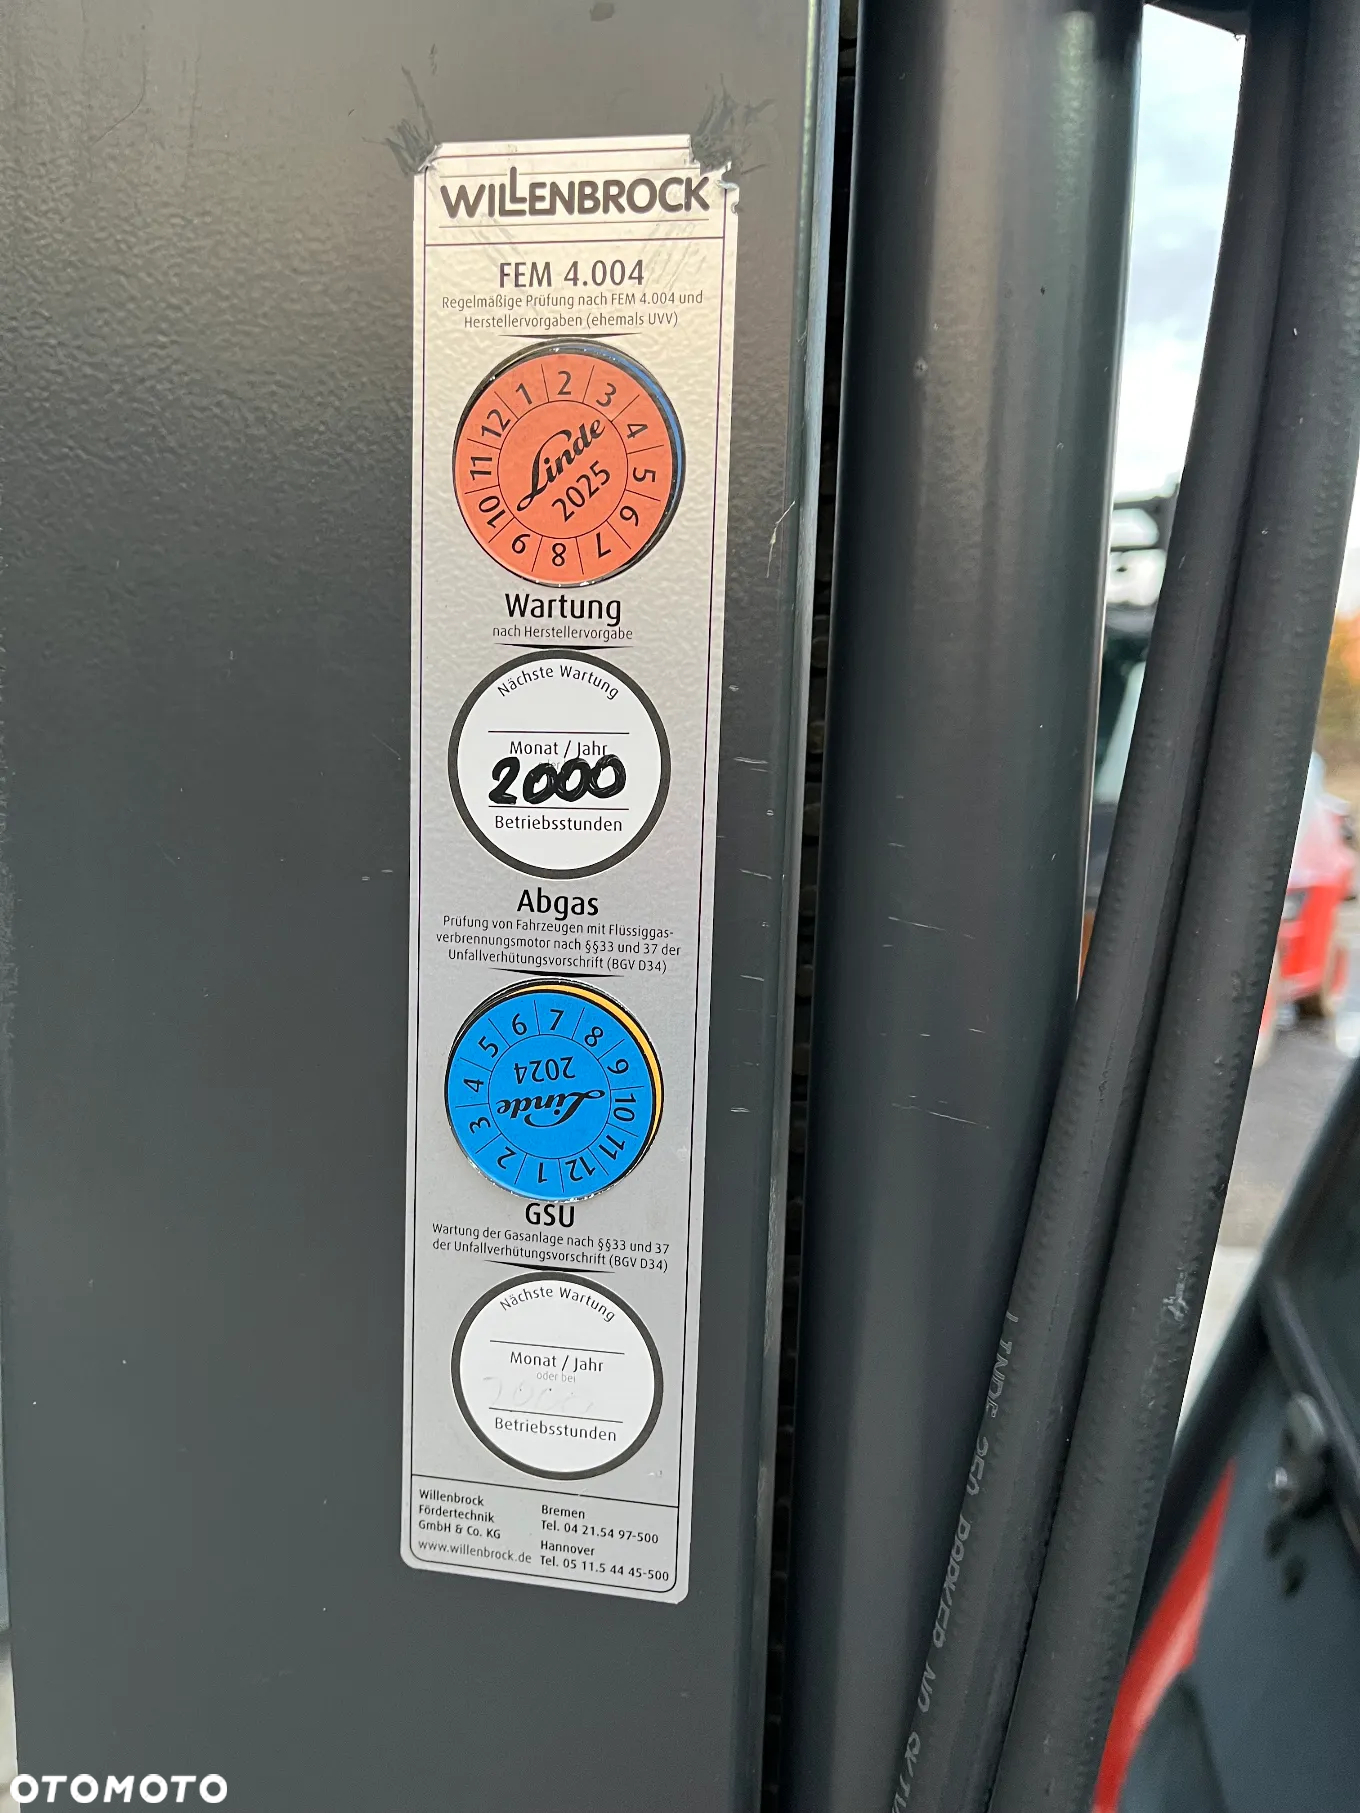 WILLENBROCK
FEM 4.004
Regelmäßige Prüfung nach FEM 4.004 und
Herstellervorgaben (ehemals UVV)
1 2 3 4 5 6 7 8 9 10 11 12
Linde
2025
Wartung
nach Herstellervorgabe
Nächste Wartung
Monat / Jahr
2000
Betriebsstunden
Abgas
Prüfung von Fahrzeugen mit Flüssiggas-
verbrennungsmotor nach §§33 und 37 der
Unfallverhütungsvorschrift (BGV D34)
1 2 3 4 5 6 7 8 9 10 11 12
Linde
2024
GSU
Wartung der Gasanlage nach §§33 und 37
der Unfallverhütungsvorschrift (BGV D34)
Nächste Wartung
Monat / Jahr
oder bei
Betriebsstunden
Willenbrock
Fördertechnik
GmbH & Co. KG
www.willenbrock.de
Bremen
Tel. 04 21.54 97-500
Hannover
Tel. 05 11.5 44 45-500
LINDE 250 PARKER NO SK
OTOMOTO